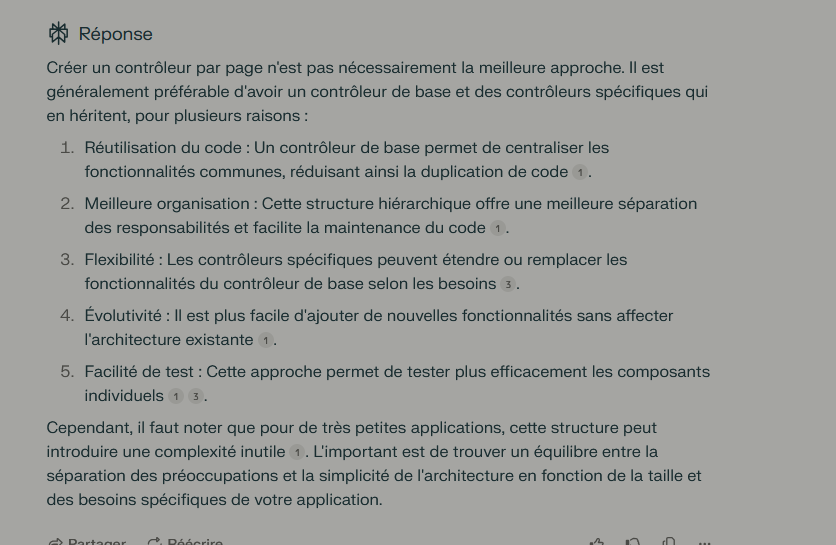 Réponse
Créer un contrôleur par page n'est pas nécessairement la meilleure approche. Il est
généralement préférable d'avoir un contrôleur de base et des contrôleurs spécifiques qui
en héritent, pour plusieurs raisons :
1. Réutilisation du code : Un contrôleur de base permet de centraliser les
fonctionnalités communes, réduisant ainsi la duplication de code 1.
2. Meilleure organisation : Cette structure hiérarchique offre une meilleure séparation
des responsabilités et facilite la maintenance du code 1.
3. Flexibilité : Les contrôleurs spécifiques peuvent étendre ou remplacer les
fonctionnalités du contrôleur de base selon les besoins 3.
4. Évolutivité : Il est plus facile d'ajouter de nouvelles fonctionnalités sans affecter
l'architecture existante 1.
5. Facilité de test : Cette approche permet de tester plus efficacement les composants
individuels 1 3.
Cependant, il faut noter que pour de très petites applications, cette structure peut
introduire une complexité inutile 1. L'important est de trouver un équilibre entre la
séparation des préoccupations et la simplicité de l'architecture en fonction de la taille et
des besoins spécifiques de votre application.
Partager Réécrire